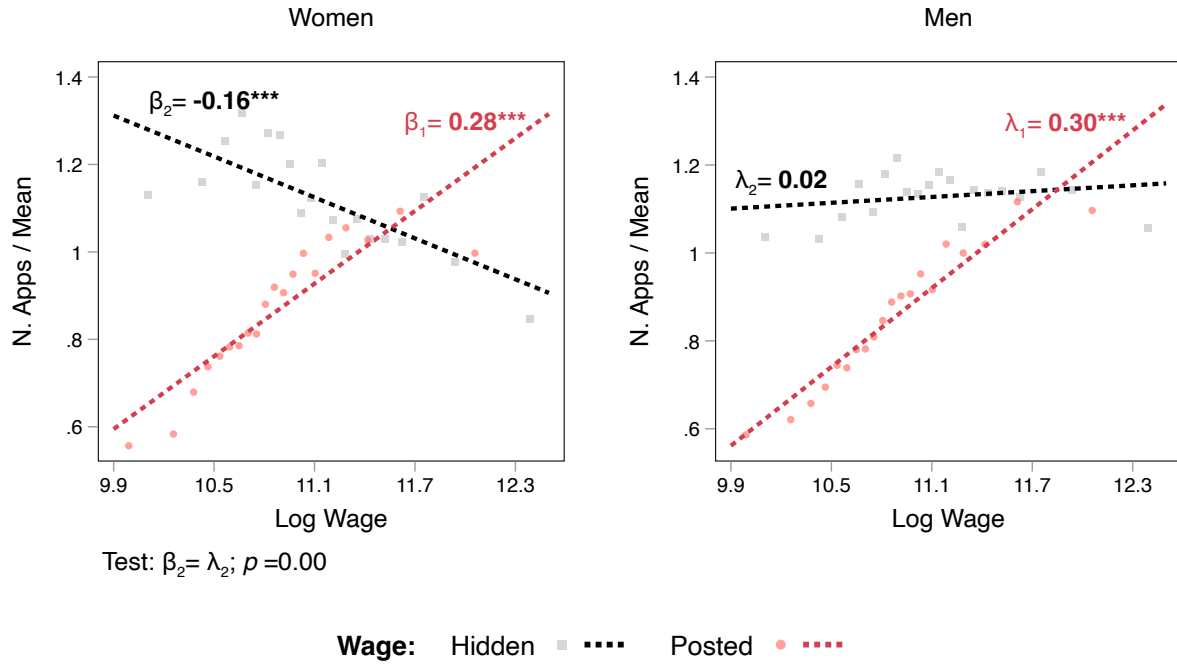 Women
N. Apps / Mean
1.4
1.2
1
.8
.6
β₂= -0.16***
β₁= 0.28***
9.9 10.5 11.1 11.7 12.3
Log Wage
Test: β₂= λ₂; p =0.00
Men
N. Apps / Mean
1.4
1.2
1
.8
.6
λ₁= 0.30***
λ₂= 0.02
9.9 10.5 11.1 11.7 12.3
Log Wage
Wage: Hidden Posted